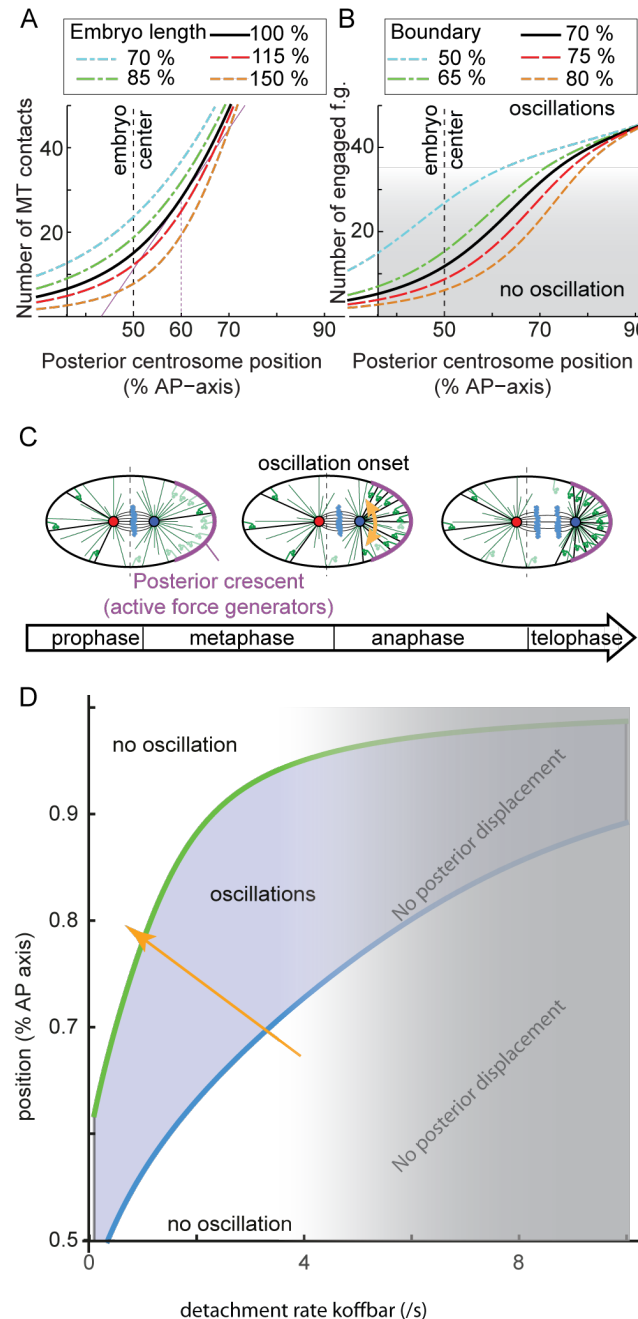 A
Embryo length
100 %
70 %
115 %
85 %
150 %
Number of MT contacts
40
20
embryo
center
50
60
70
90
Posterior centrosome position
(% AP−axis)
B
Boundary
70 %
50 %
75 %
65 %
80 %
oscillations
Number of engaged f.g.
40
20
embryo
center
no oscillation
50
70
90
Posterior centrosome position
(% AP−axis)
C
oscillation onset
Posterior crescent
(active force generators)
prophase
metaphase
anaphase
telophase
D
no oscillation
0.9
oscillations
No posterior displacement
0.8
position (% AP axis)
0.7
No posterior displacement
no oscillation
0.5
0
4
8
detachment rate koffbar (/s)